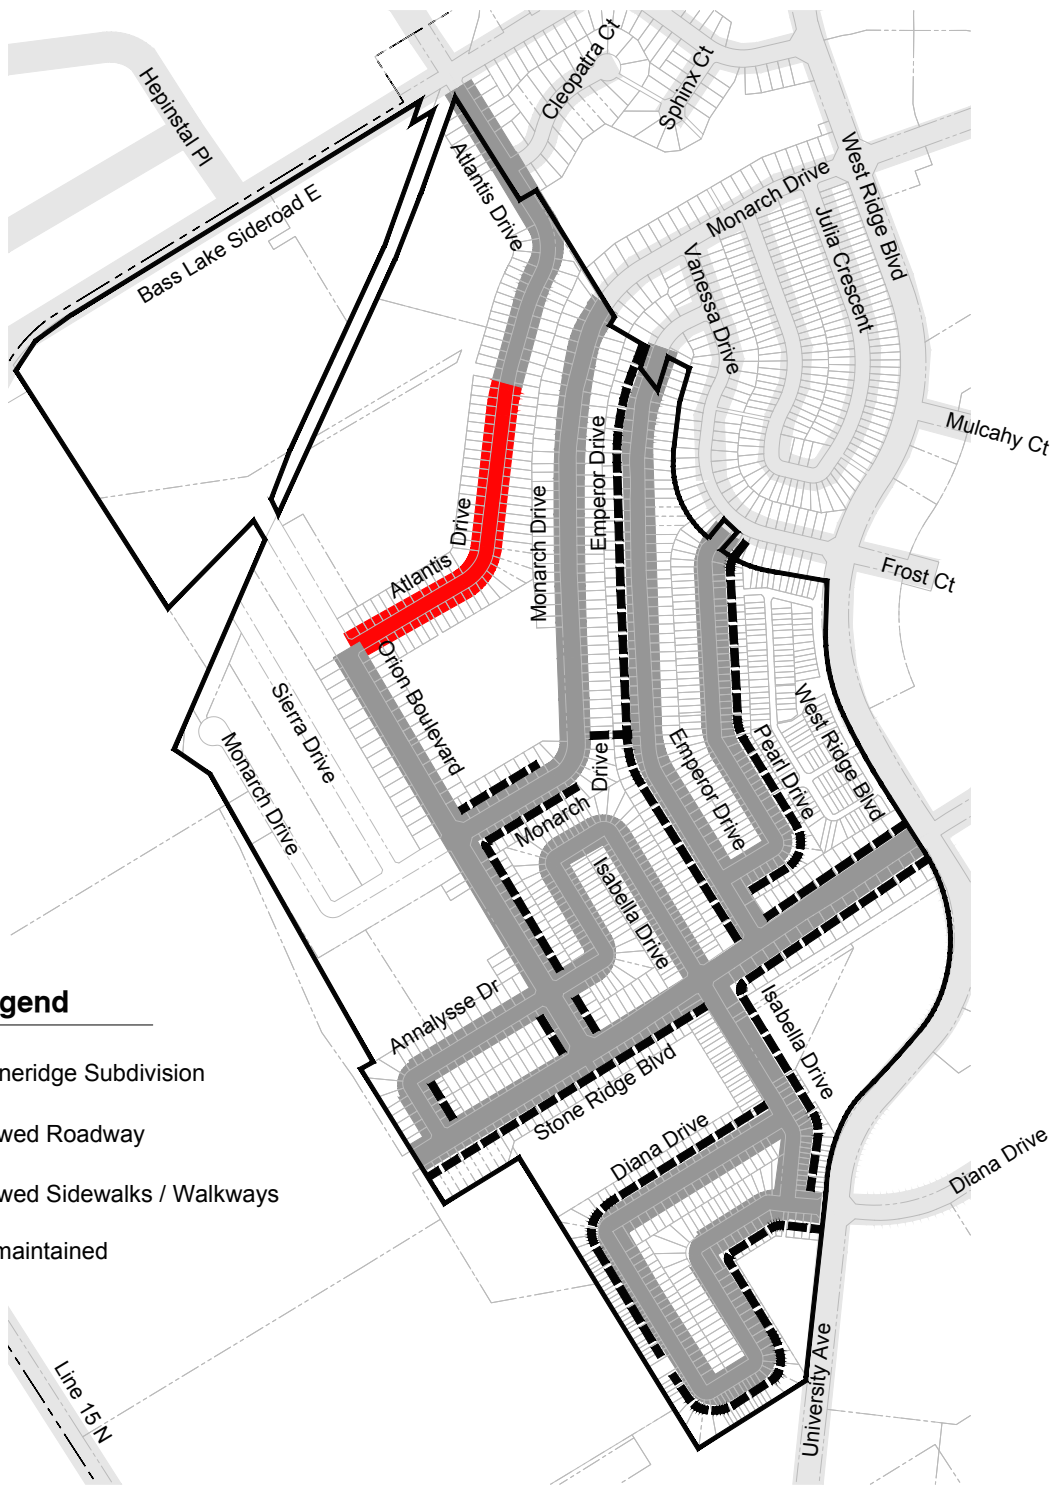 Cleopatra Ct
Sphinx Ct
Hepinstal Pl
Atlantis Drive
West Ridge Blvd
Monarch Drive
Julia Crescent
Bass Lake Sideroad E
Vanessa Drive
Mulcahy Ct
Emperor Drive
Monarch Drive
Atlantis
Drive
Frost Ct
Orion Boulevard
Sierra Drive
Monarch Drive
West Ridge Blvd
Pearl Drive
Emperor Drive
Monarch
Drive
Isabella Drive
Annalysse Dr
Isabella Drive
Stone Ridge Blvd
Diana Drive
Diana Drive
University Ave
Line 15 N
gend
neridge Subdivision
wed Roadway
wed Sidewalks / Walkways
maintained